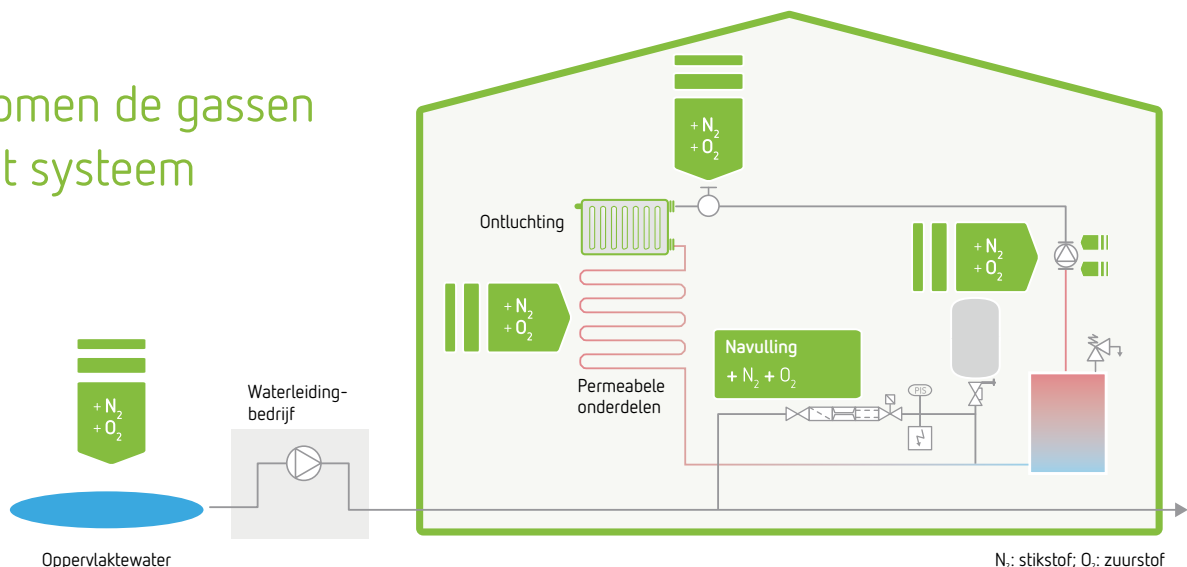 omen de gassen
t systeem
+ N₂
+ O₂
Ontluchting
+ N₂
+ O₂
+ N₂
+ O₂
Navulling
+ N₂ + O₂
Permeabele
onderdelen
PIS
+ N₂
+ O₂
Waterleiding-
bedrijf
Oppervlaktewater
N₂: stikstof; O₂: zuurstof